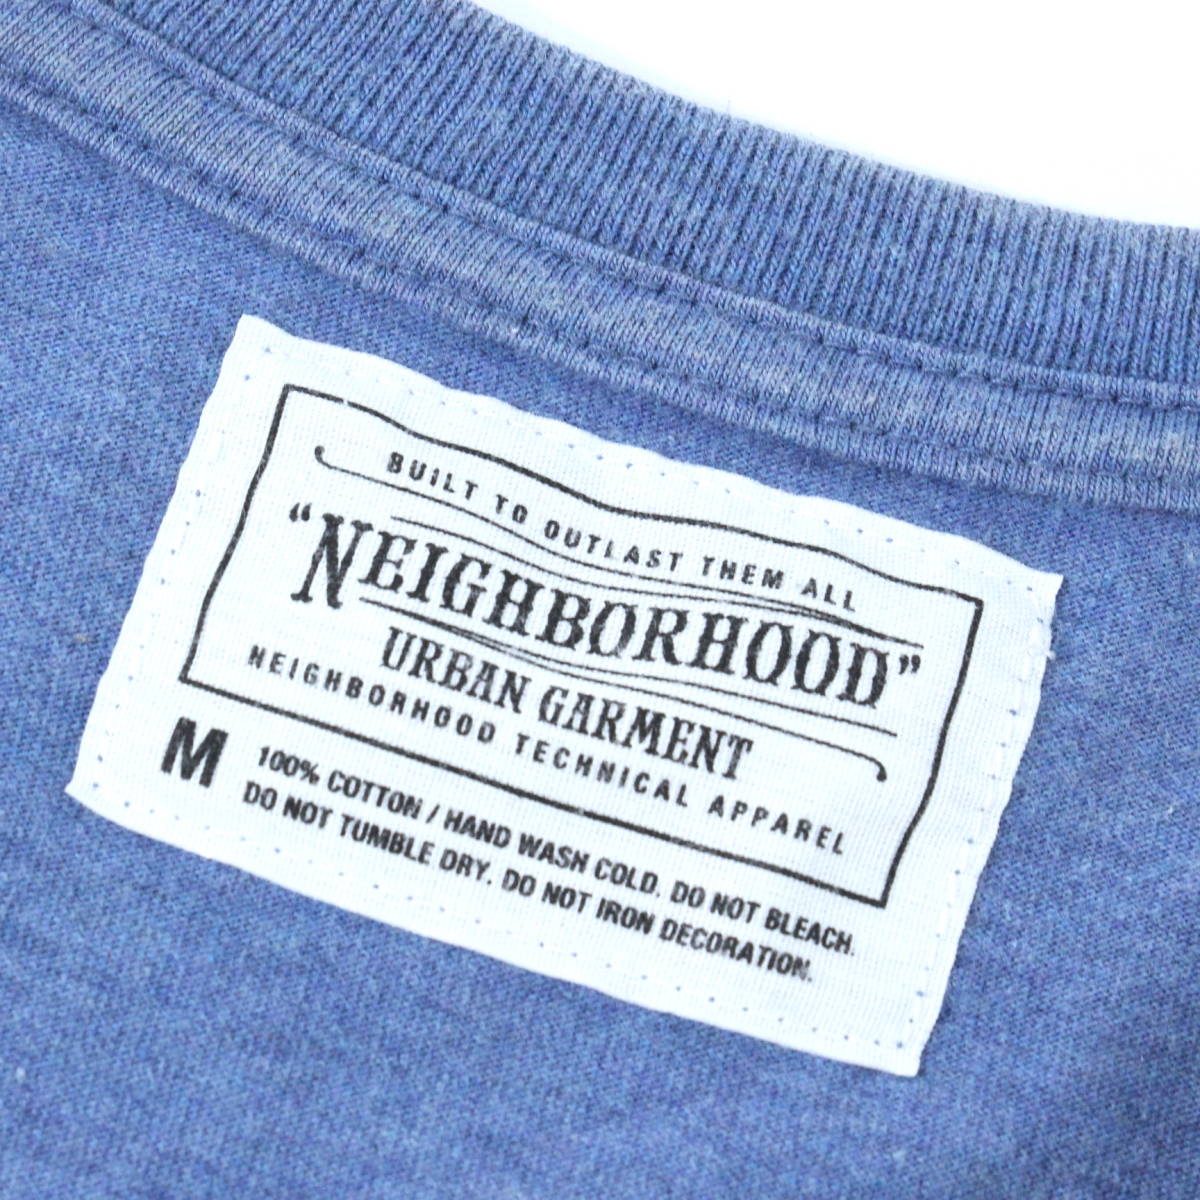 BUILT TO OUTLAST THEM ALL
“NEIGHBORHOOD”
URBAN GARMENT
NEIGHBORHOOD TECHNICAL APPAREL
M
100% COTTON / HAND WASH COLD. DO NOT BLEACH.
DO NOT TUMBLE DRY. DO NOT IRON DECORATION.